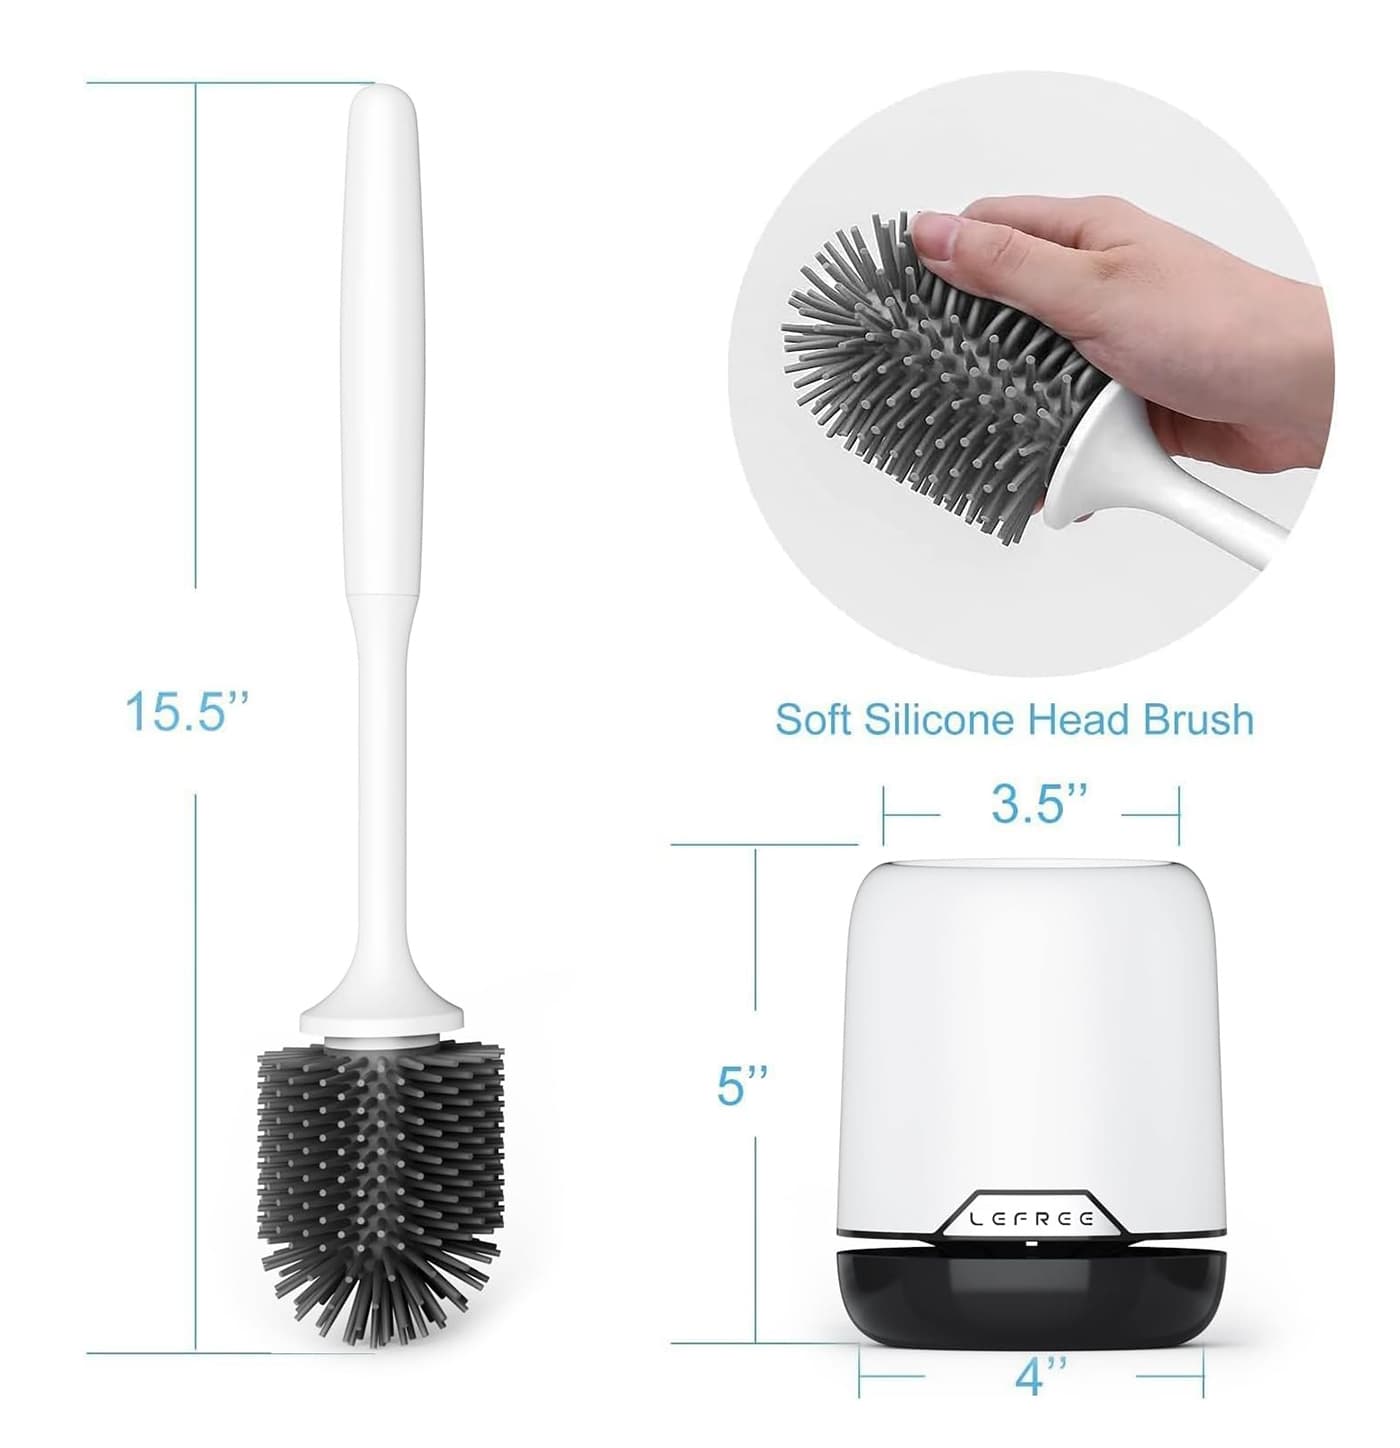 15.5’’
Soft Silicone Head Brush
3.5’’
5’’
LEFREE
4’’